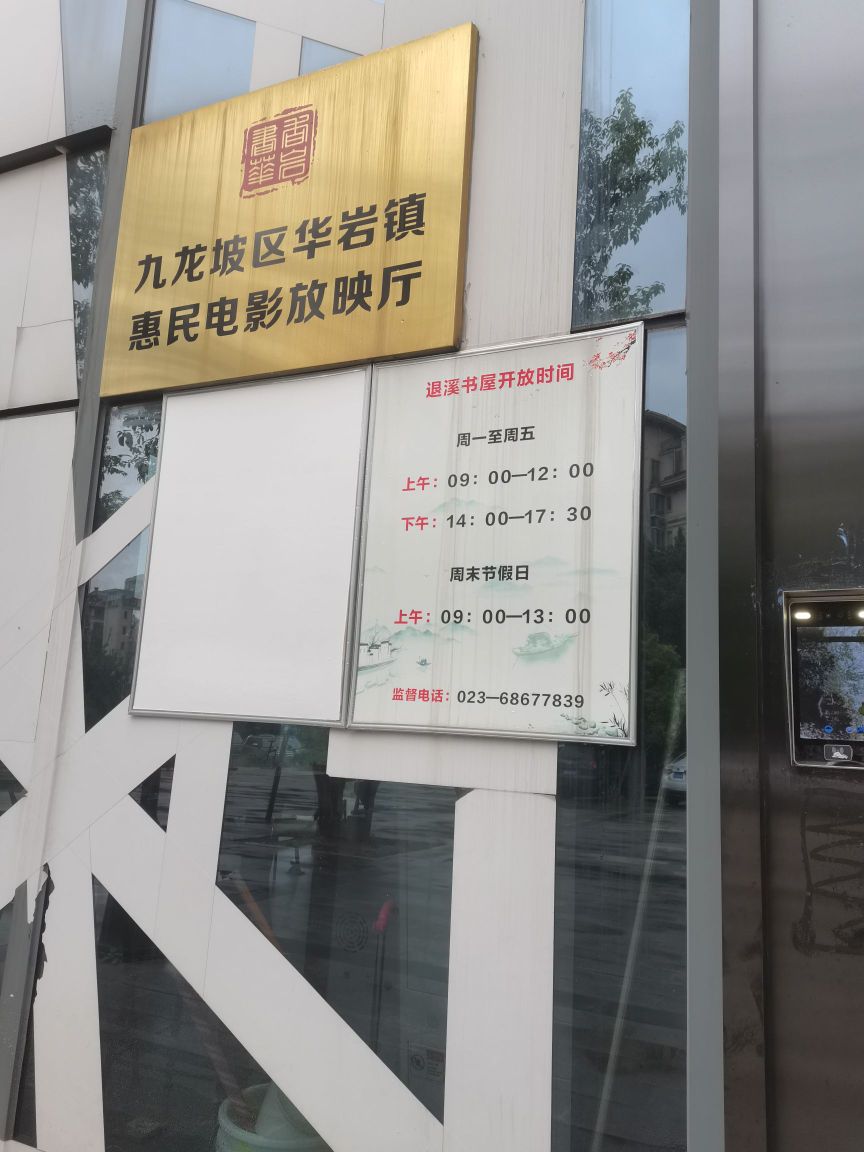 九龙坡区华岩镇
惠民电影放映厅
退溪书屋开放时间
周一至周五
上午：09：00—12：00
下午：14：00—17：30
周末节假日
上午：09：00—13：00
监督电话：023—68677839